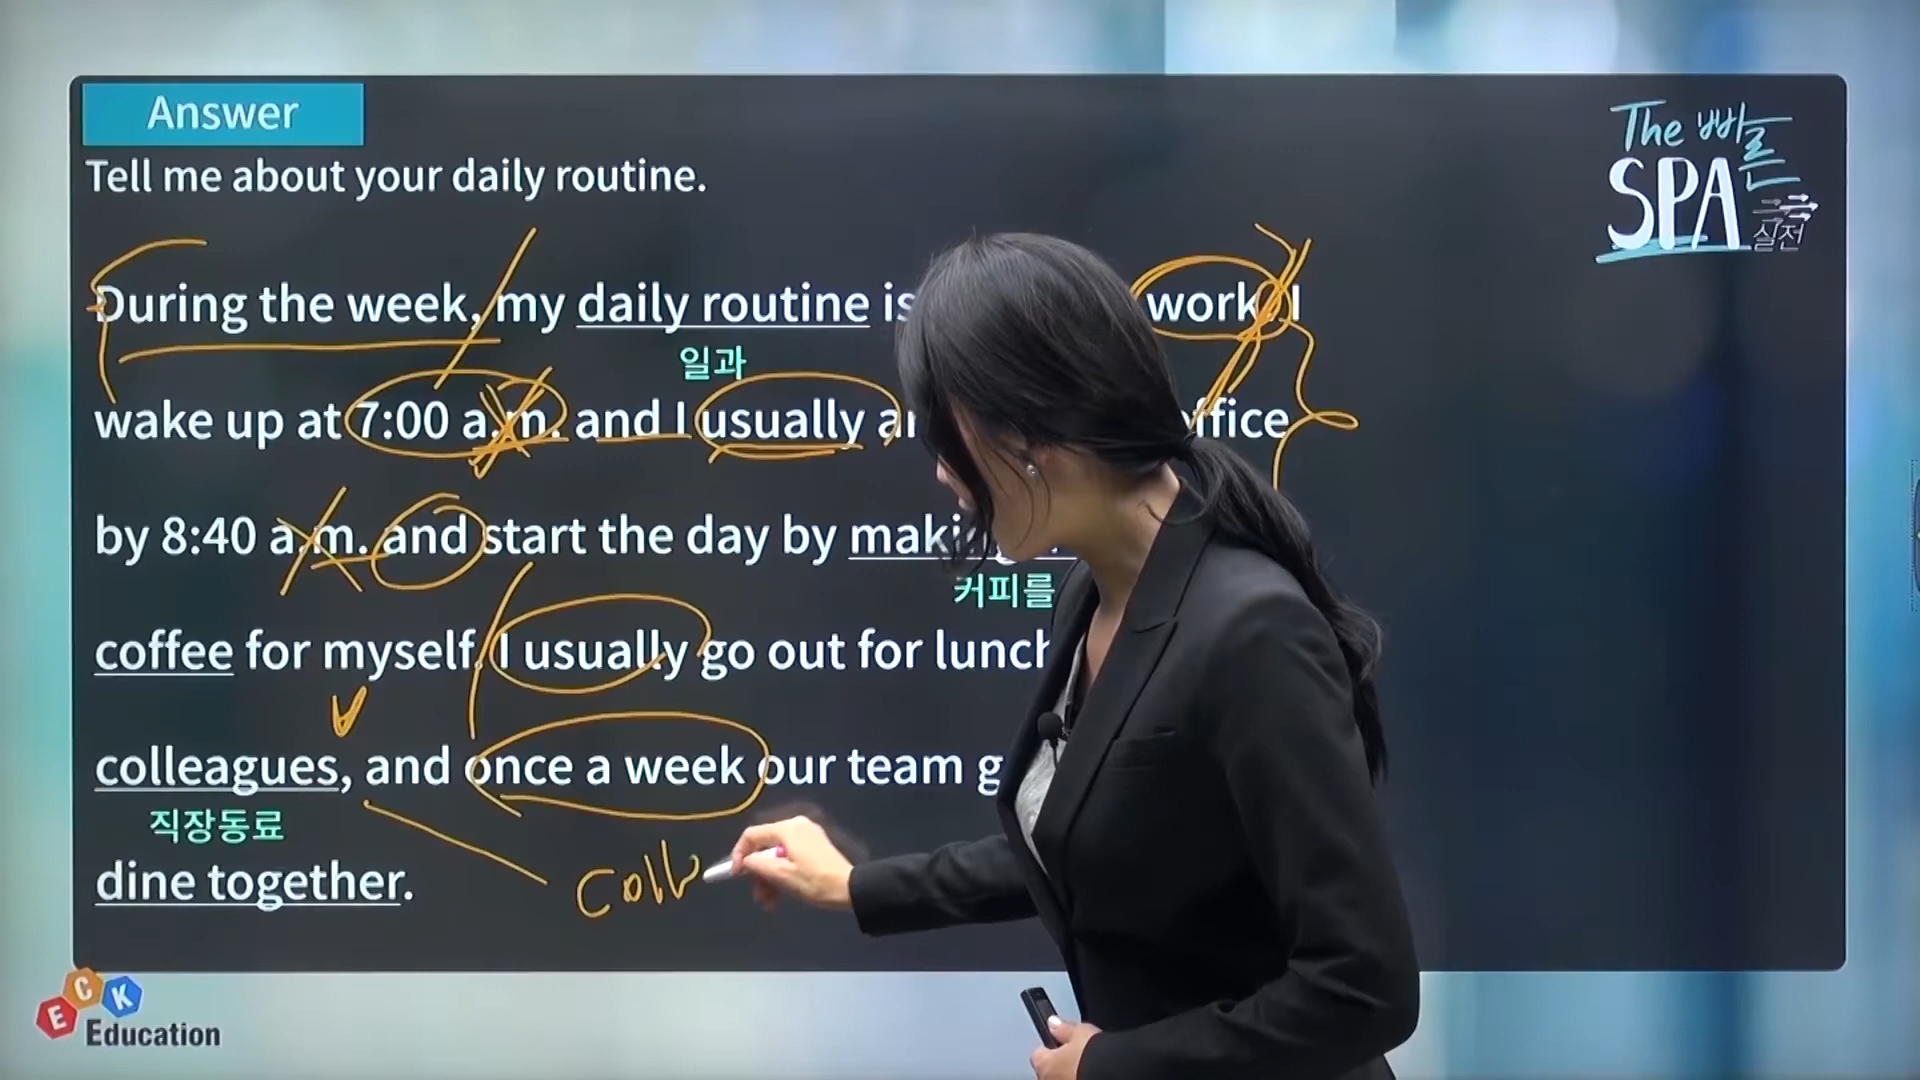 Answer
The 빠른
SPA
실전
Tell me about your daily routine.
During the week, my daily routine is work. I
일과
wake up at 7:00 a.m. and I usually office
by 8:40 a.m. and start the day by making
커피를
coffee for myself. I usually go out for lunch
colleagues, and once a week our team g
직장동료
dine together.
Coll
ECK
Education